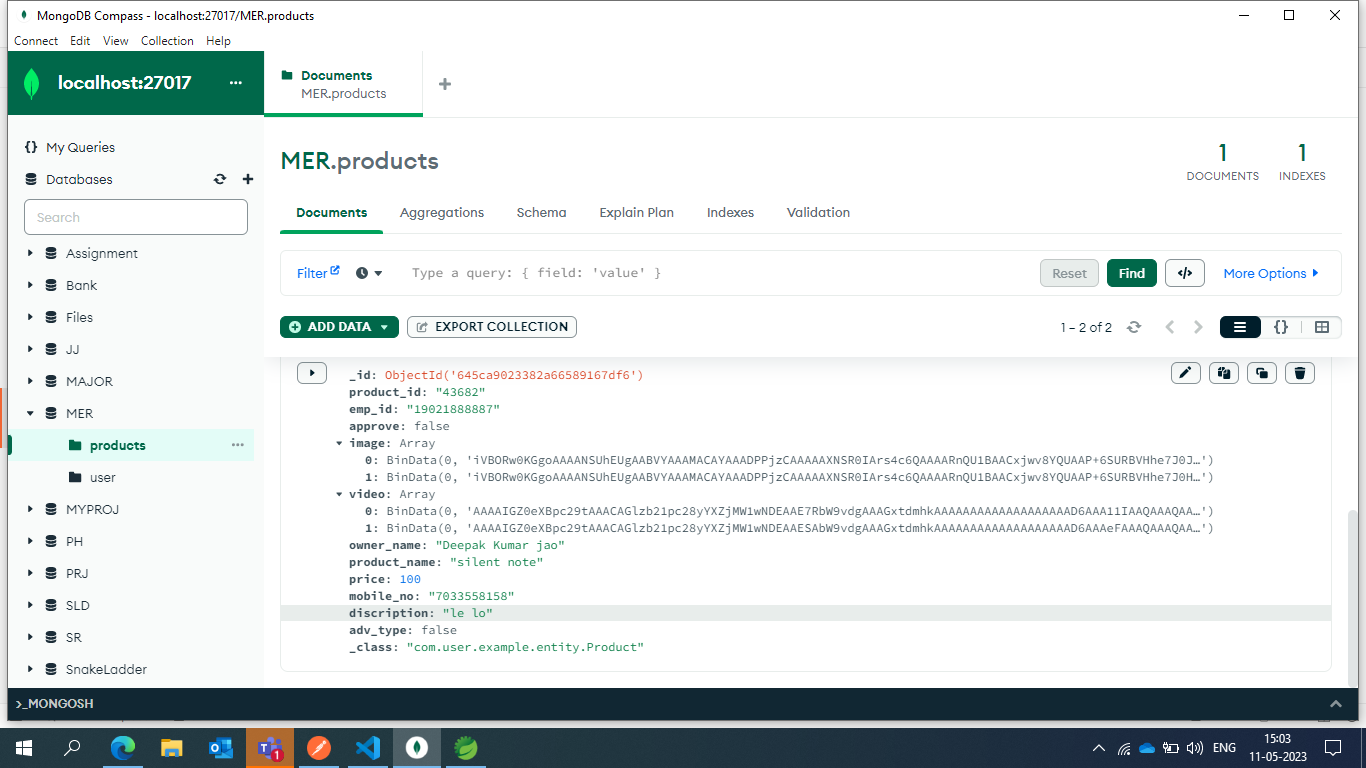 MongoDB Compass - localhost:27017/MER.products
Connect Edit View Collection Help
localhost:27017 ...
Documents
MER.products
My Queries
Databases
Search
Assignment
Bank
Files
JJ
MAJOR
MER
products ...
user
MYPROJ
PH
PRJ
SLD
SR
SnakeLadder
MER.products
1
DOCUMENTS
1
INDEXES
Documents Aggregations Schema Explain Plan Indexes Validation
Filter Type a query: { field: 'value' } Reset Find </> More Options
ADD DATA EXPORT COLLECTION 1 – 2 of 2 {}
_id: ObjectId('645ca9023382a66589167df6')
product_id: "43682"
emp_id: "19021888887"
approve: false
image: Array
0: BinData(0, 'iVBORw0KGgoAAAANSUhEUgAABVYAAAMACAYAAADPPjzCAAAAAXNSR0IArs4c6QAAAARnQU1BAACxjwv8YQUAAP+6SURBVHhe7J0J…')
1: BinData(0, 'iVBORw0KGgoAAAANSUhEUgAABVYAAAMACAYAAADPPjzCAAAAAXNSR0IArs4c6QAAAARnQU1BAACxjwv8YQUAAP+6SURBVHhe7J0H…')
video: Array
0: BinData(0, 'AAAAIGZ0eXBpc29tAAACAGlzb21pc28yYXZjMW1wNDEAAE7RbW9vdgAAAGxtdmhkAAAAAAAAAAAAAAAAAAAD6AAA11IAAQAAAQAA…')
1: BinData(0, 'AAAAIGZ0eXBpc29tAAACAGlzb21pc28yYXZjMW1wNDEAAESAbW9vdgAAAGxtdmhkAAAAAAAAAAAAAAAAAAAD6AAAeFAAAQAAAQAA…')
owner_name: "Deepak Kumar jao"
product_name: "silent note"
price: 100
mobile_no: "7033558158"
discription: "le lo"
adv_type: false
_class: "com.user.example.entity.Product"
>_MONGOSH
1
ENG
15:03
11-05-2023